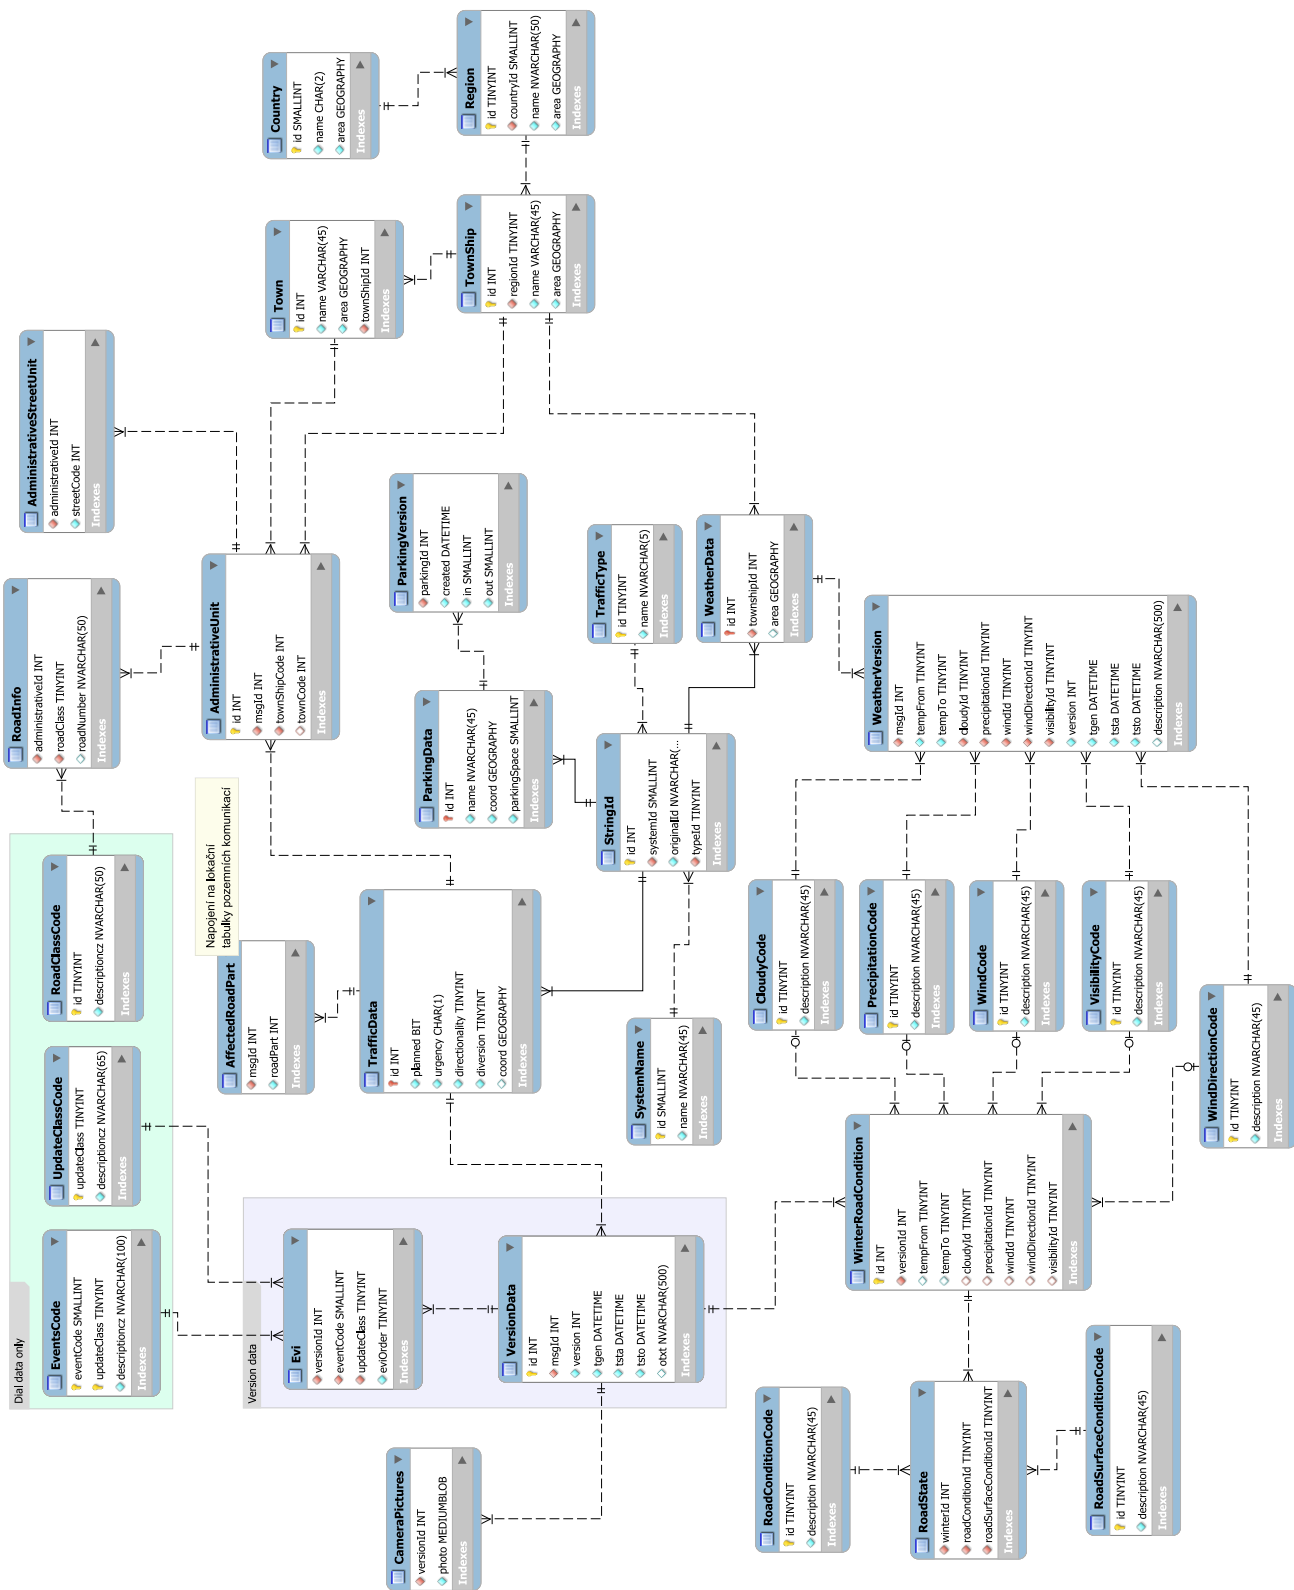 Dial data only
EventsCode
eventCode SMALLINT
updateClass TINYINT
descriptioncz NVARCHAR(100)
Indexes
UpdateClassCode
updateClass TINYINT
descriptioncz NVARCHAR(65)
Indexes
RoadClassCode
id TINYINT
descriptioncz NVARCHAR(50)
Indexes
RoadInfo
administrativeId INT
roadClass TINYINT
roadNumber NVARCHAR(50)
Indexes
AdministrativeStreetUnit
administrativeId INT
streetCode INT
Indexes
Version data
Evi
versionId INT
eventCode SMALLINT
updateClass TINYINT
eviOrder TINYINT
Indexes
AffectedRoadPart
msgId INT
roadPart INT
Indexes
Napojení na lokační
tabulky pozemních komunikací
AdministrativeUnit
id INT
msgId INT
townShipCode INT
townCode INT
Indexes
Town
id INT
name VARCHAR(45)
area GEOGRAPHY
townShipId INT
Indexes
Country
id SMALLINT
name CHAR(2)
area GEOGRAPHY
Indexes
CameraPictures
versionId INT
photo MEDIUMBLOB
Indexes
VersionData
id INT
msgId INT
version INT
tgen DATETIME
tsta DATETIME
tsto DATETIME
otxt NVARCHAR(500)
Indexes
TrafficData
id INT
planned BIT
urgency CHAR(1)
directionality TINYINT
diversion TINYINT
coord GEOGRAPHY
Indexes
ParkingData
id INT
name NVARCHAR(45)
coord GEOGRAPHY
parkingSpace SMALLINT
Indexes
ParkingVersion
parkingId INT
created DATETIME
in SMALLINT
out SMALLINT
Indexes
TownShip
id INT
regionId TINYINT
name VARCHAR(45)
area GEOGRAPHY
Indexes
Region
id TINYINT
countryId SMALLINT
name NVARCHAR(50)
area GEOGRAPHY
Indexes
SystemName
id SMALLINT
name NVARCHAR(45)
Indexes
StringId
id INT
systemId SMALLINT
originalId NVARCHAR(...
typeId TINYINT
Indexes
TrafficType
id TINYINT
name NVARCHAR(5)
Indexes
WeatherData
id INT
townshipId INT
area GEOGRAPHY
Indexes
RoadConditionCode
id TINYINT
description NVARCHAR(45)
Indexes
RoadState
winterId INT
roadConditionId TINYINT
roadSurfaceConditionId TINYINT
Indexes
RoadSurfaceConditionCode
id TINYINT
description NVARCHAR(45)
Indexes
WinterRoadCondition
id INT
versionId INT
tempFrom TINYINT
tempTo TINYINT
cloudyId TINYINT
precipitationId TINYINT
windId TINYINT
windDirectionId TINYINT
visibilityId TINYINT
Indexes
CloudyCode
id TINYINT
description NVARCHAR(45)
Indexes
PrecipitationCode
id TINYINT
description NVARCHAR(45)
Indexes
WindCode
id TINYINT
description NVARCHAR(45)
Indexes
VisibilityCode
id TINYINT
description NVARCHAR(45)
Indexes
WindDirectionCode
id TINYINT
description NVARCHAR(45)
Indexes
WeatherVersion
msgId INT
tempFrom TINYINT
tempTo TINYINT
cloudyId TINYINT
precipitationId TINYINT
windId TINYINT
windDirectionId TINYINT
visibilityId TINYINT
version INT
tgen DATETIME
tsta DATETIME
tsto DATETIME
description NVARCHAR(500)
Indexes